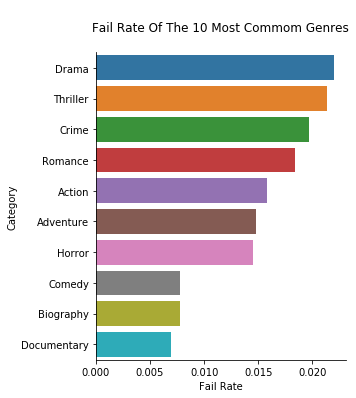 Fail Rate Of The 10 Most Commom Genres
Drama
Thriller
Crime
Romance
Action
Adventure
Horror
Comedy
Biography
Documentary
Category
0.000 0.005 0.010 0.015 0.020
Fail Rate